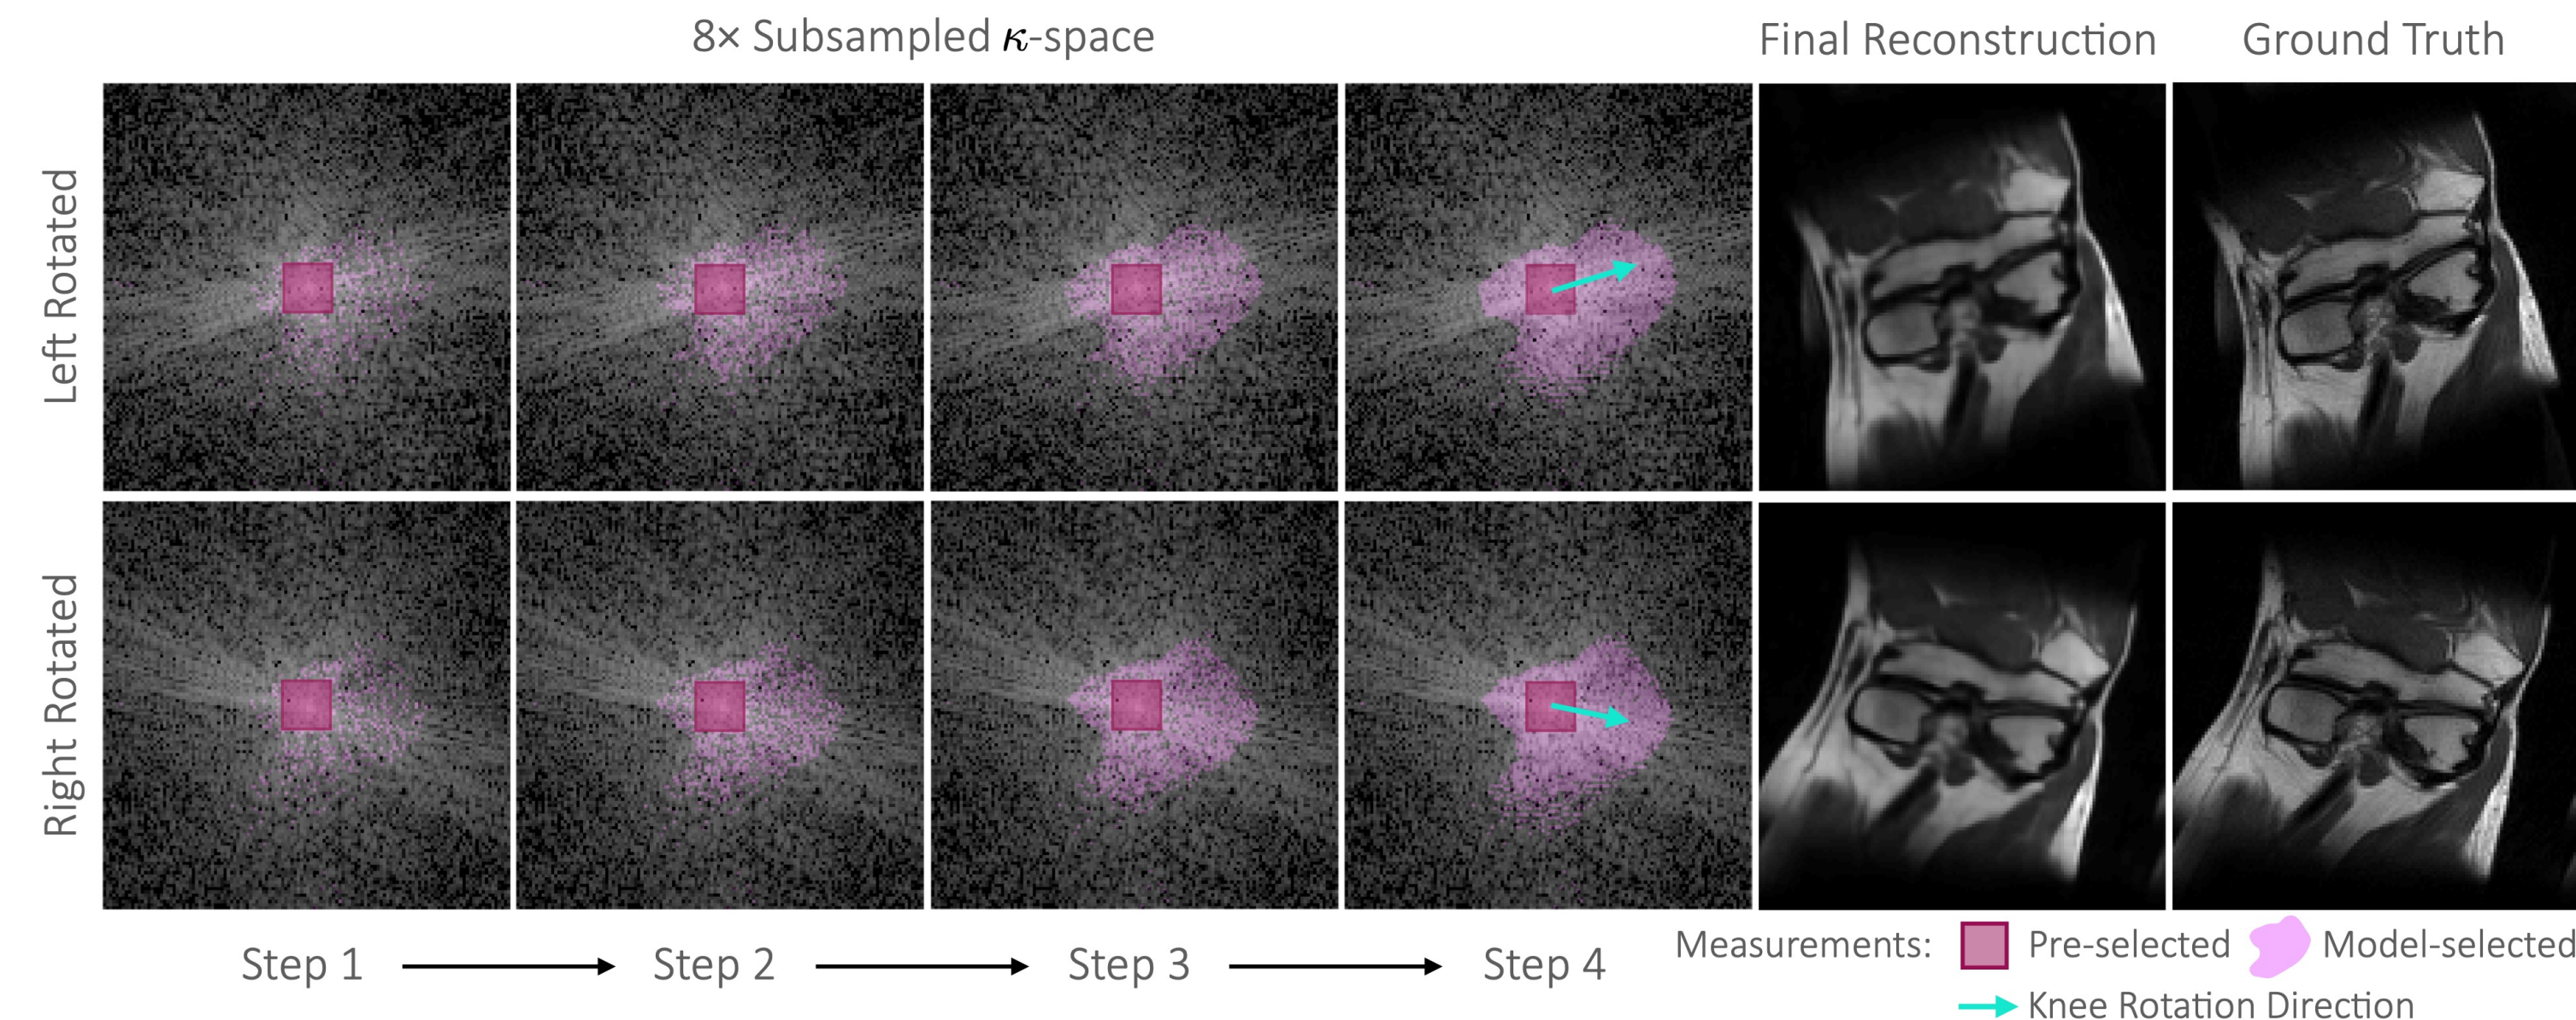 8× Subsampled κ-space
Final Reconstruction
Ground Truth
Left Rotated
Right Rotated
Step 1
Step 2
Step 3
Step 4
Measurements:
Pre-selected
Model-selected
Knee Rotation Direction